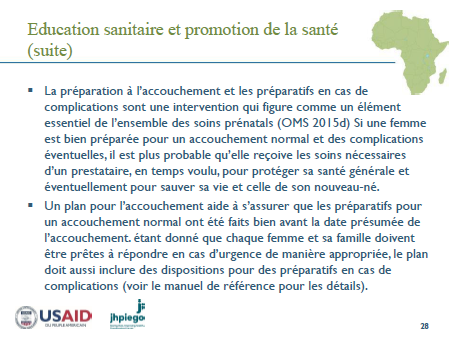 Education sanitaire et promotion de la santé
(suite)
▪ La préparation à l'accouchement et les préparatifs en cas de
complications sont une intervention qui figure comme un élément
essentiel de l'ensemble des soins prénatals (OMS 2015d) Si une femme
est bien préparée pour un accouchement normal et des complications
éventuelles, il est plus probable qu'elle reçoive les soins nécessaires
d'un prestataire, en temps voulu, pour protéger sa santé générale et
éventuellement pour sauver sa vie et celle de son nouveau-né.
▪ Un plan pour l'accouchement aide à s'assurer que les préparatifs pour
un accouchement normal ont été faits bien avant la date présumée de
l'accouchement. étant donné que chaque femme et sa famille doivent
être prêtes à répondre en cas d'urgence de manière appropriée, le plan
doit aussi inclure des dispositions pour des préparatifs en cas de
complications (voir le manuel de référence pour les détails).
USAID
jhpiego
28